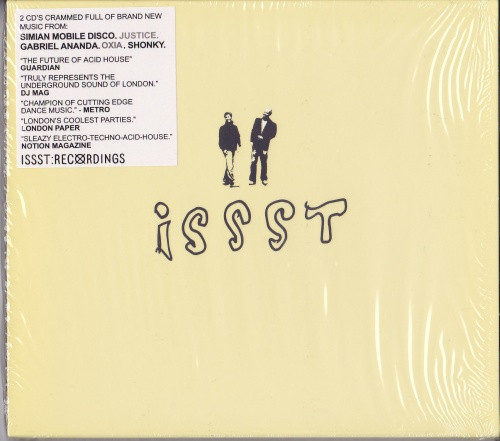 2 CD'S CRAMMED FULL OF BRAND NEW
MUSIC FROM:
SIMIAN MOBILE DISCO. JUSTICE.
GABRIEL ANANDA. OXIA. SHONKY.
"THE FUTURE OF ACID HOUSE"
GUARDIAN
"TRULY REPRESENTS THE
UNDERGROUND SOUND OF LONDON."
DJ MAG
"CHAMPION OF CUTTING EDGE
DANCE MUSIC." - METRO
"LONDON'S COOLEST PARTIES."
LONDON PAPER
"SLEAZY ELECTRO-TECHNO-ACID-HOUSE."
NOTION MAGAZINE
ISSST:RECORDINGS
iSSST